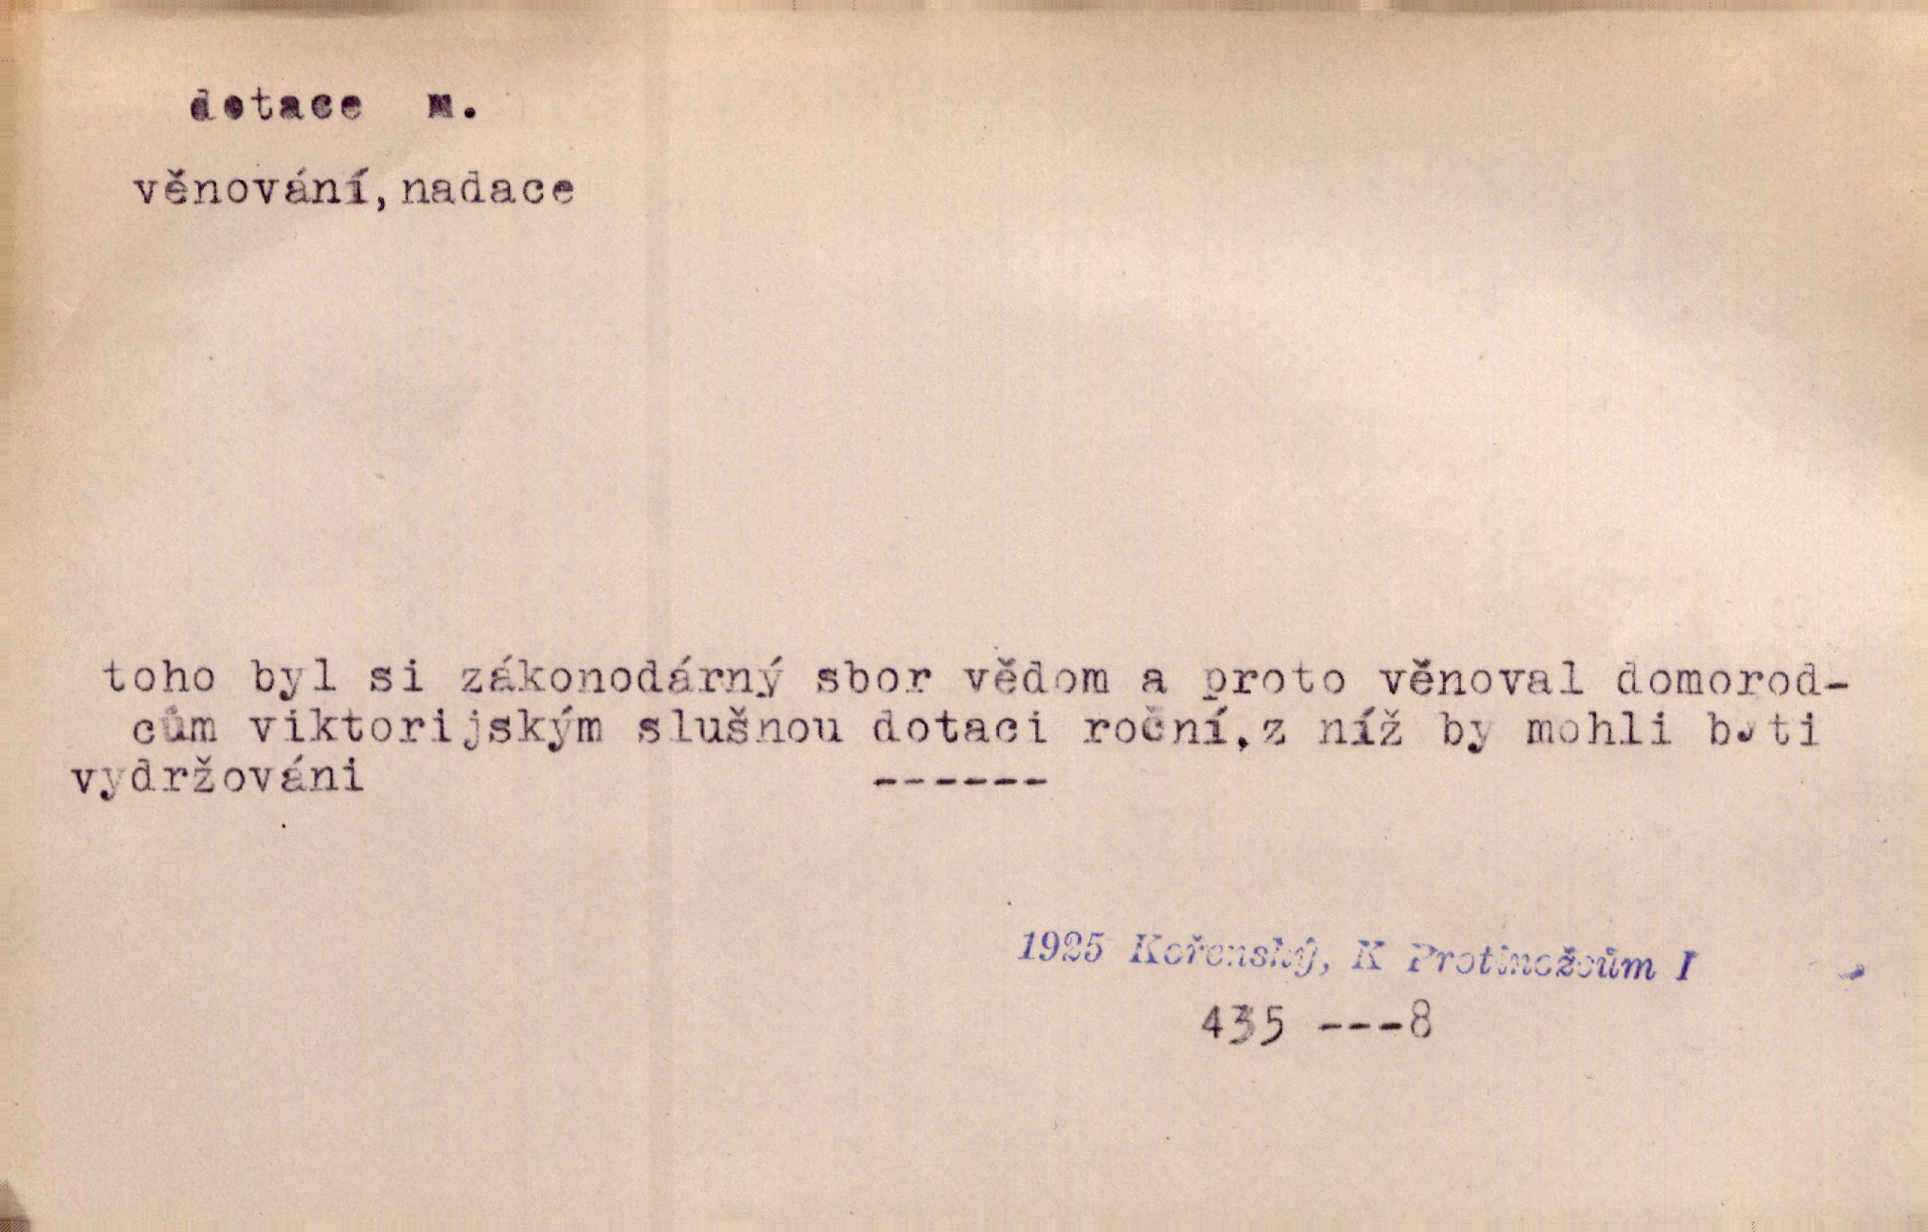 dotace m.
věnování, nadace
toho byl si zákonodárný sbor vědom a proto věnoval domorod-
cům viktorijským slušnou dotaci roční, z níž by mohli býti
vydržováni ------
1925 Kořenský, K Protinožcům I
435 ---8